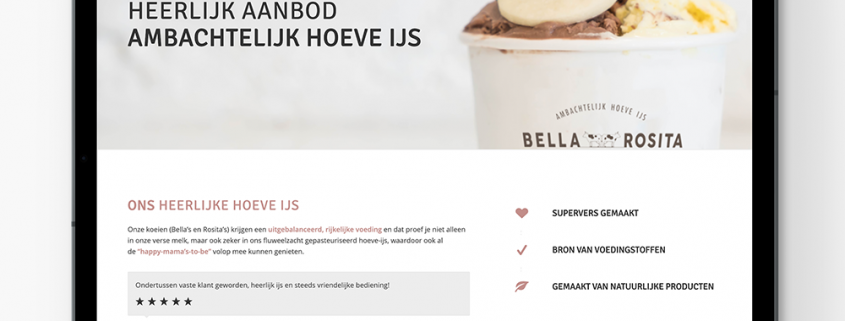 HEERLIJK AANBOD
AMBACHTELIJK HOEVE IJS
AMBACHTELIJK HOEVE IJS
BELLA ROSITA
ONS HEERLIJKE HOEVE IJS
Onze koeien (Bella's en Rosita's) krijgen een uitgebalanceerd, rijkelijke voeding en dat proef je niet alleen
in onze verse melk, maar ook zeker in ons fluweelzacht gepasteuriseerd hoeve-ijs, waardoor ook al
de "happy-mama's-to-be" volop mee kunnen genieten.
Ondertussen vaste klant geworden, heerlijk ijs en steeds vriendelijke bediening!
SUPERVERS GEMAAKT
BRON VAN VOEDINGSTOFFEN
GEMAAKT VAN NATUURLIJKE PRODUCTEN